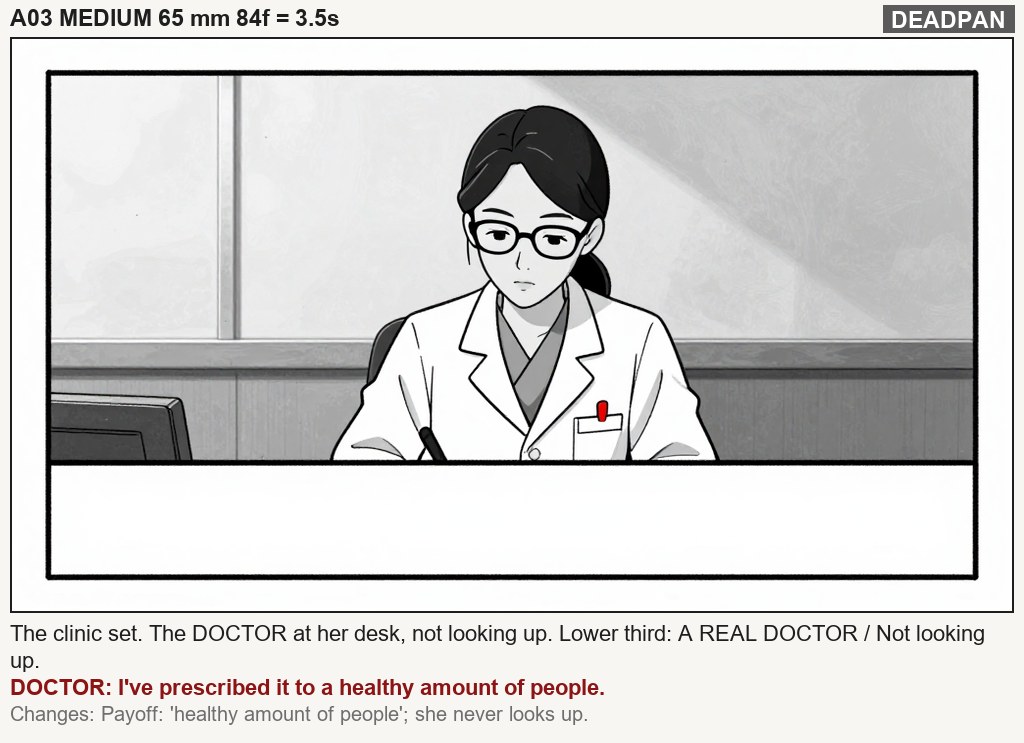 A03 MEDIUM 65 mm 84f = 3.5s
DEADPAN
The clinic set. The DOCTOR at her desk, not looking up. Lower third: A REAL DOCTOR / Not looking
up.
DOCTOR: I've prescribed it to a healthy amount of people.
Changes: Payoff: 'healthy amount of people'; she never looks up.